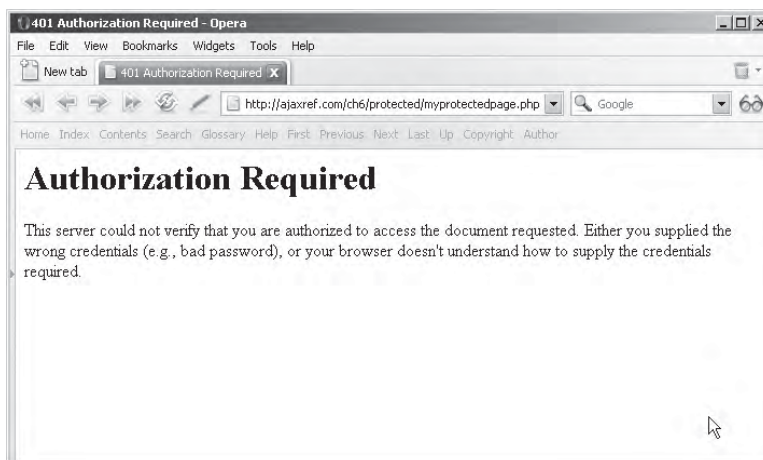 401 Authorization Required - Opera
File Edit View Bookmarks Widgets Tools Help
New tab 401 Authorization Required X
http://ajaxref.com/ch6/protected/myprotectedpage.php Google
Home Index Contents Search Glossary Help First Previous Next Last Up Copyright Author
Authorization Required
This server could not verify that you are authorized to access the document requested. Either you supplied the
wrong credentials (e.g., bad password), or your browser doesn't understand how to supply the credentials
required.